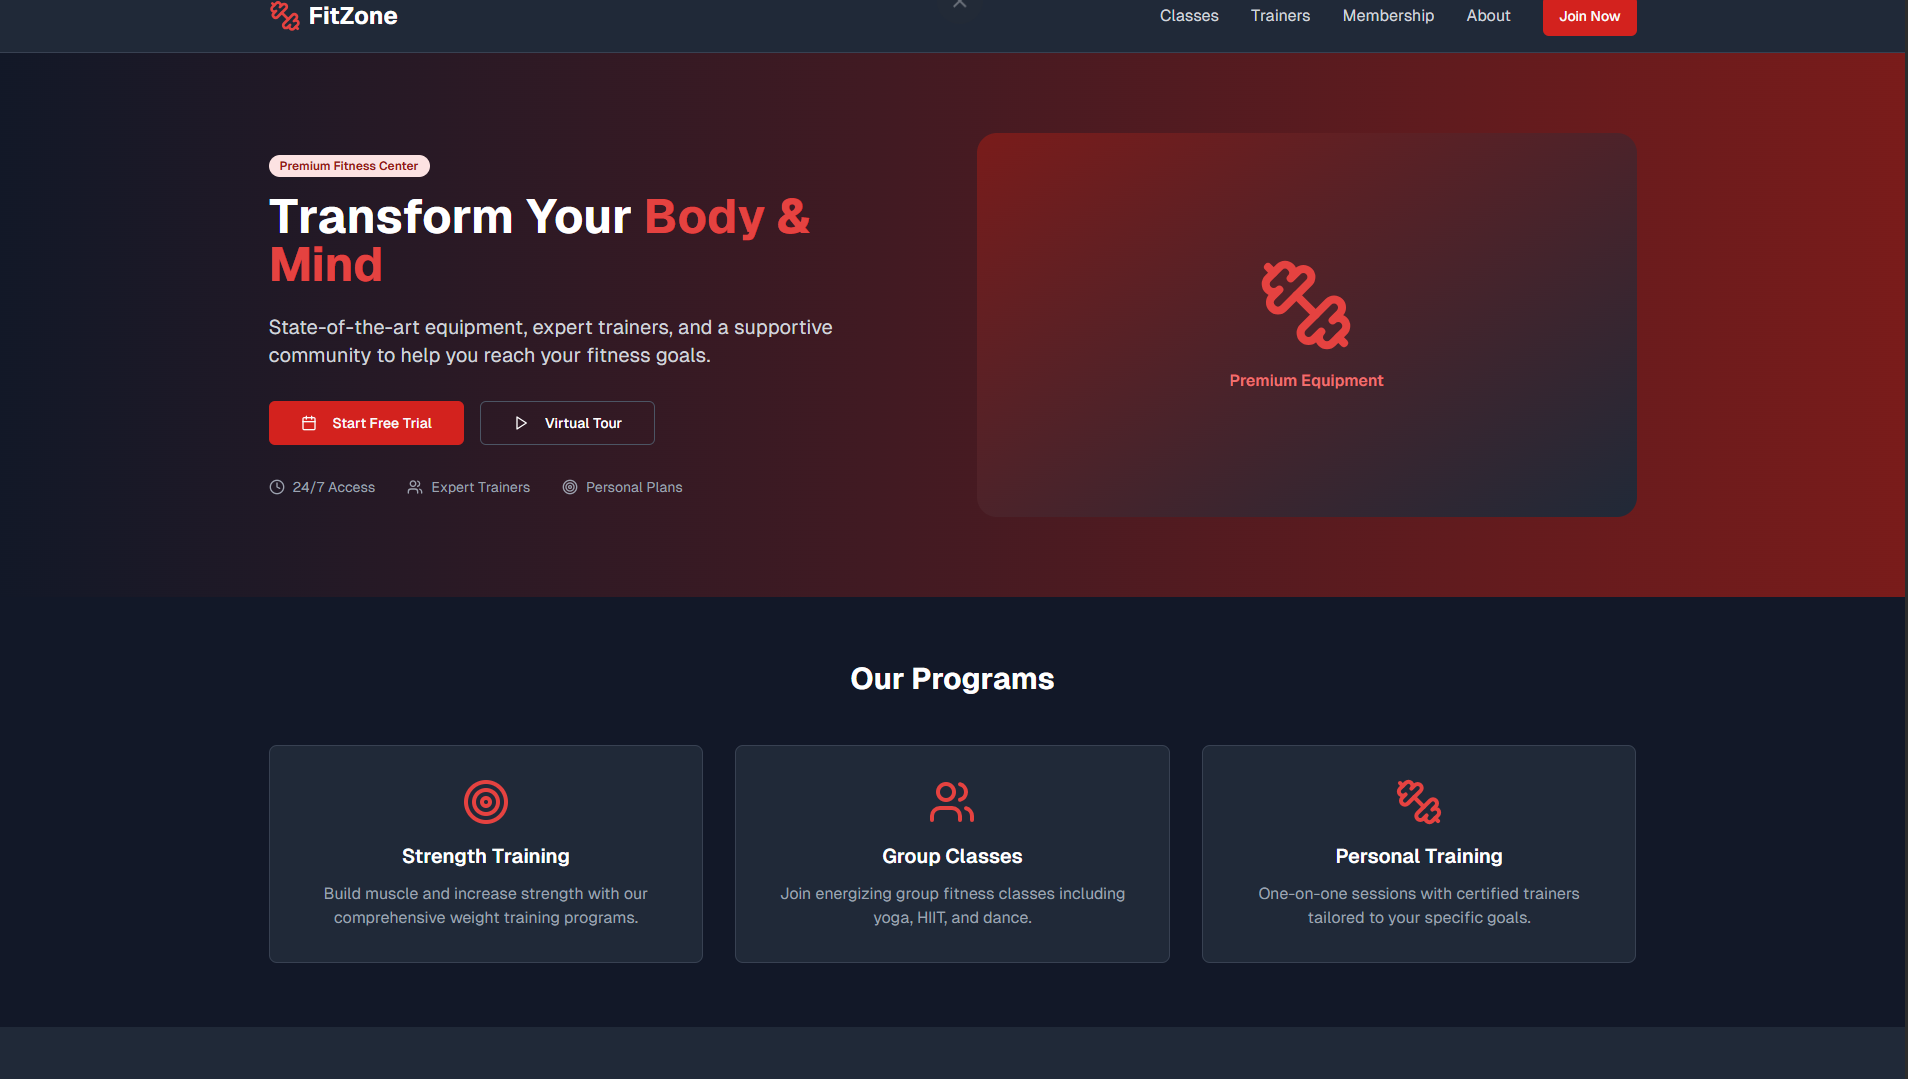 FitZone
Classes
Trainers
Membership
About
Join Now
Premium Fitness Center
Transform Your Body &
Mind
State-of-the-art equipment, expert trainers, and a supportive
community to help you reach your fitness goals.
Start Free Trial
Virtual Tour
24/7 Access
Expert Trainers
Personal Plans
Premium Equipment
Our Programs
Strength Training
Build muscle and increase strength with our
comprehensive weight training programs.
Group Classes
Join energizing group fitness classes including
yoga, HIIT, and dance.
Personal Training
One-on-one sessions with certified trainers
tailored to your specific goals.